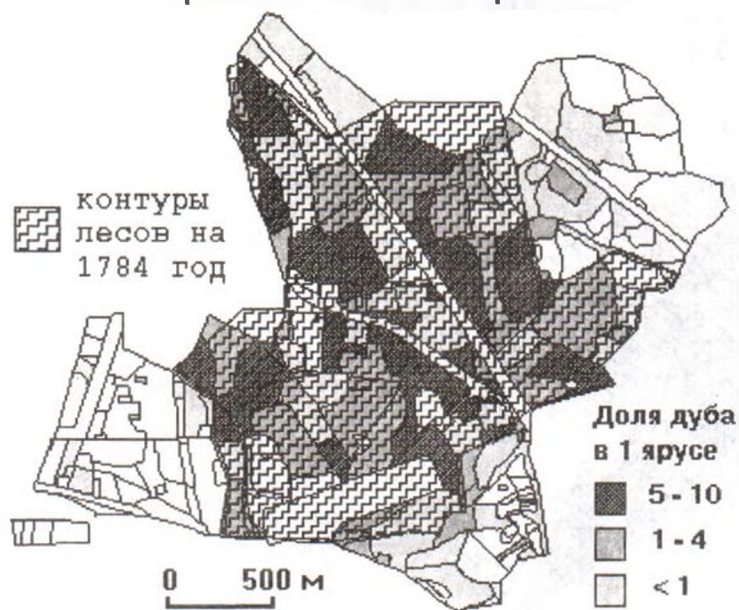 контуры
лесов на
1784 год
Доля дуба
в 1 ярусе
5 - 10
1 - 4
< 1
0 500 м